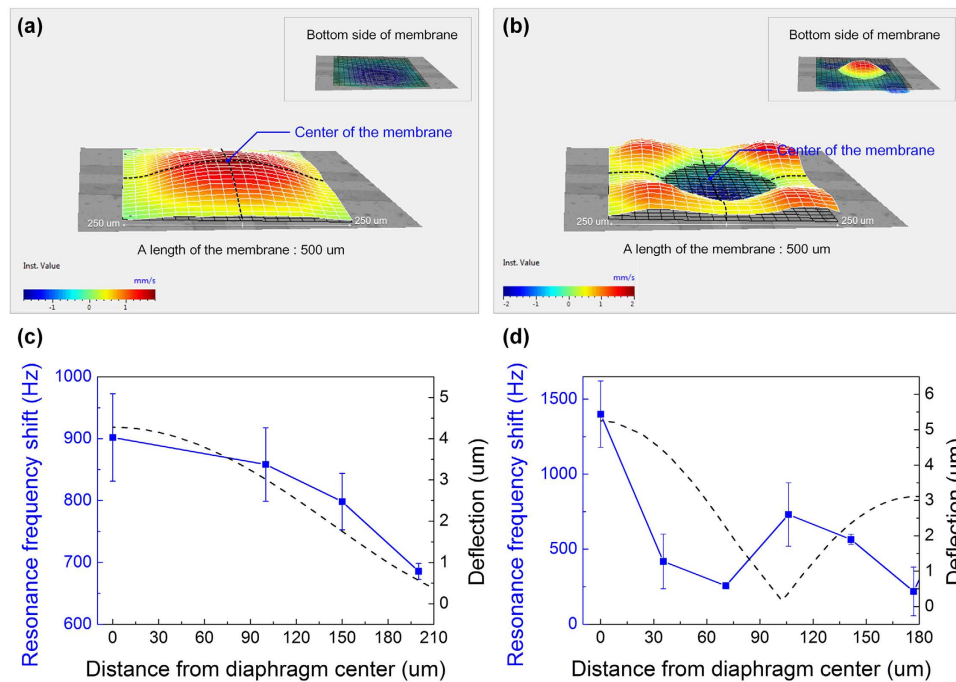 (a)
Bottom side of membrane
Center of the membrane
250 um
250 um
A length of the membrane : 500 um
Inst. Value
mm/s
-1
0
1
(b)
Bottom side of membrane
Center of the membrane
250 um
250 um
A length of the membrane : 500 um
Inst. Value
mm/s
-2
-1
0
1
2
(c)
Resonance frequency shift (Hz)
1000
900
800
700
600
0
30
60
90
120
150
180
210
Distance from diaphragm center (um)
5
4
3
2
1
0
Deflection (um)
(d)
Resonance frequency shift (Hz)
1500
1000
500
0
0
30
60
90
120
150
180
Distance from diaphragm center (um)
6
5
4
3
2
1
0
Deflection (um)